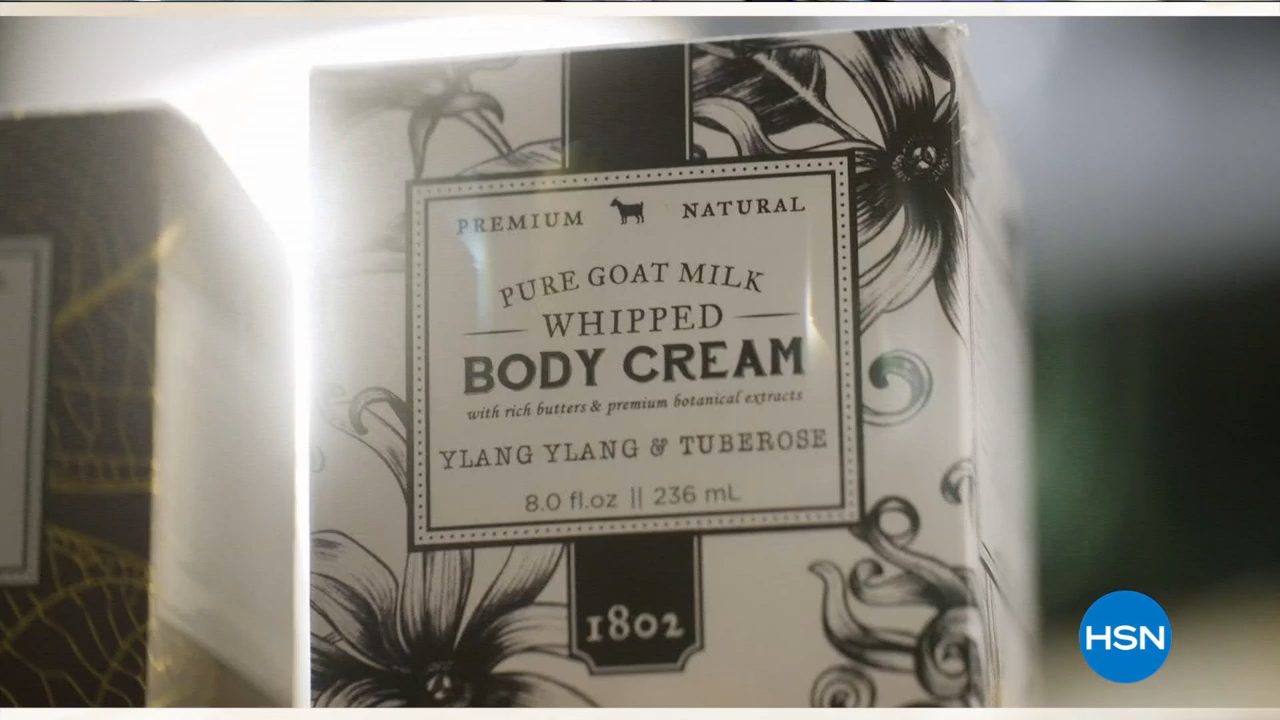 PREMIUM NATURAL
PURE GOAT MILK
WHIPPED
BODY CREAM
with rich butters & premium botanical extracts
YLANG YLANG & TUBEROSE
8.0 fl.oz || 236 mL
1802
HSN